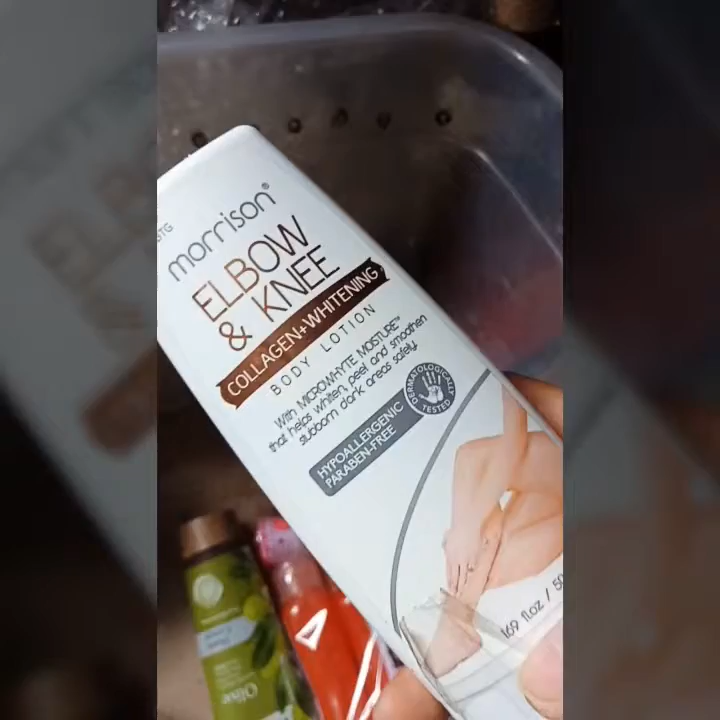 morrison®
ELBOW
& KNEE
COLLAGEN+WHITENING
BODY LOTION
With MICROWHYTE MOISTURE™
that helps whiten, peel and smoothen
stubborn dark areas safely.
DERMATOLOGICALLY
TESTED
HYPOALLERGENIC
PARABEN-FREE
Olive